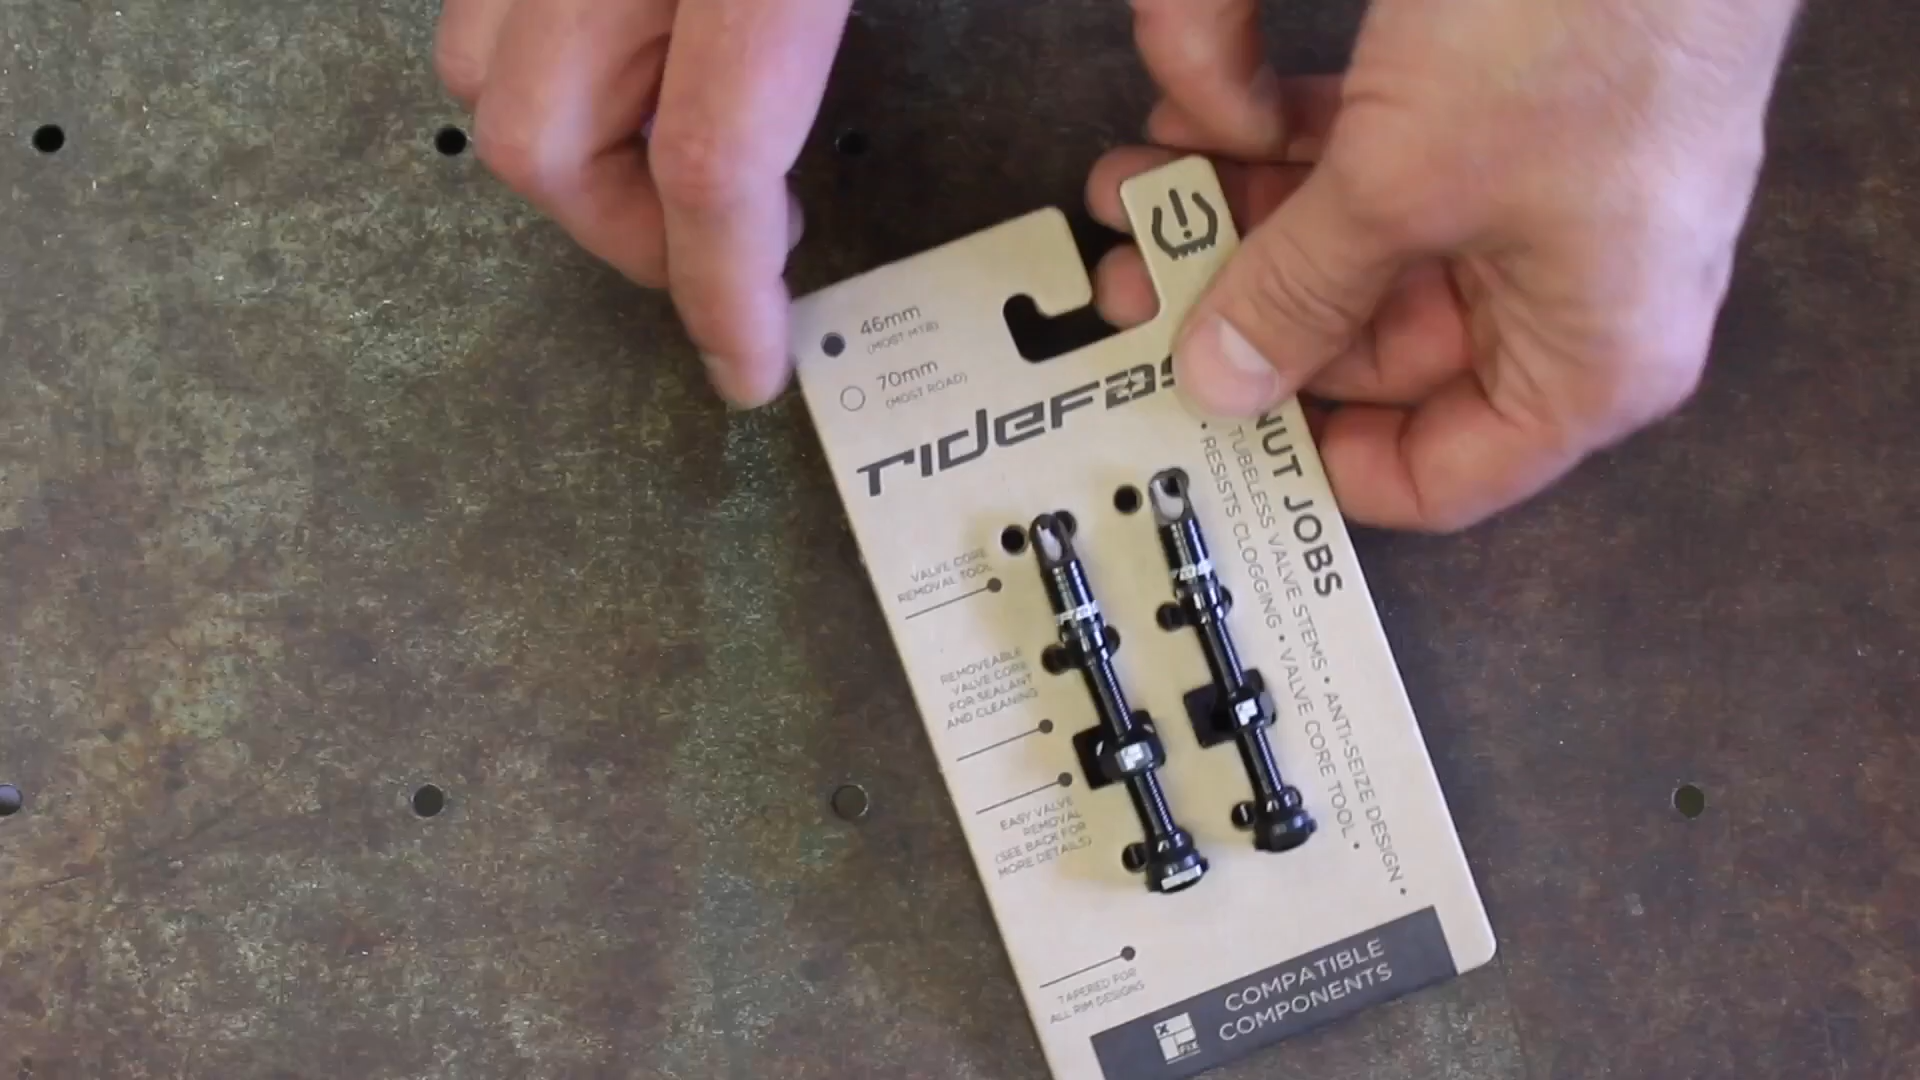 46mm
(MOST MTB)
70mm
(MOST ROAD)
RIDEFAS
NUT JOBS
TUBELESS VALVE STEMS • ANTI-SEIZE DESIGN •
• RESISTS CLOGGING • VALVE CORE TOOL •
VALVE CORE
REMOVAL TOOL
REMOVEABLE
VALVE CORE
FOR SEALANT
AND CLEANING
EASY VALVE
REMOVAL
(SEE BACK FOR
MORE DETAILS)
TAPERED FOR
ALL RIM DESIGNS
COMPATIBLE
COMPONENTS
FIX